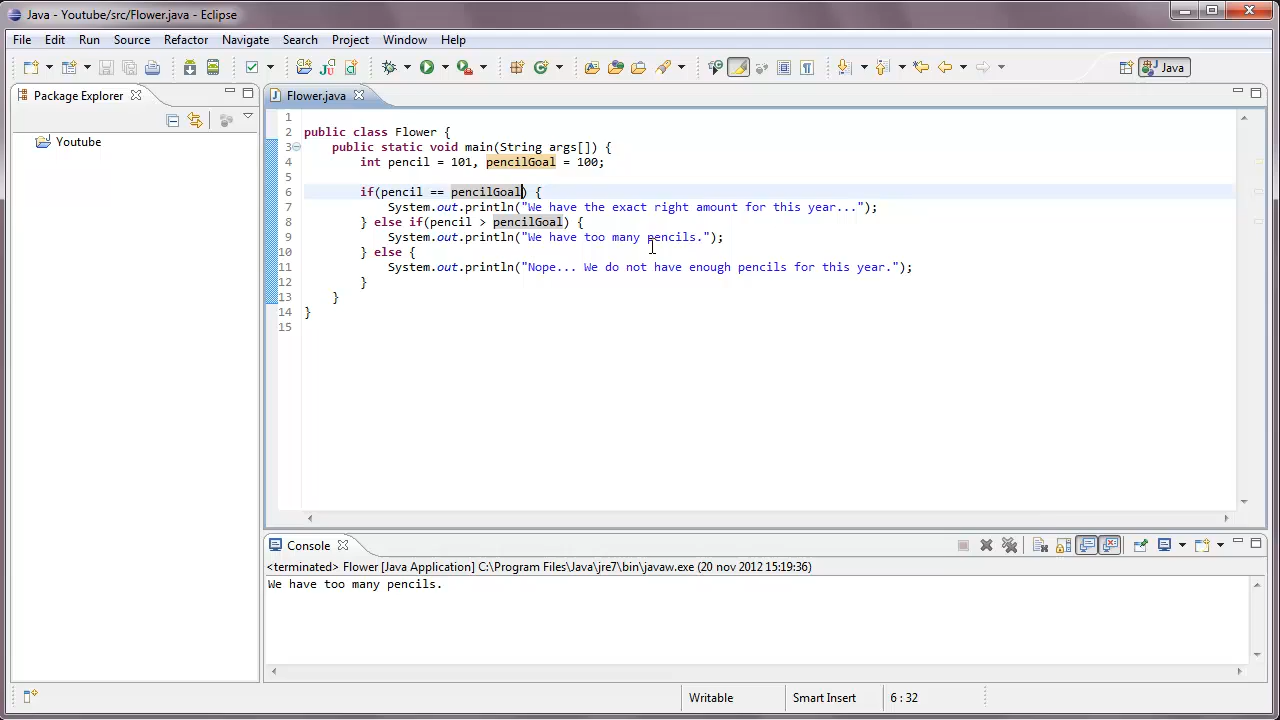 Java - Youtube/src/Flower.java - Eclipse
File Edit Run Source Refactor Navigate Search Project Window Help
Java
Package Explorer
Youtube
Flower.java
1
2 public class Flower {
3 public static void main(String args[]) {
4 int pencil = 101, pencilGoal = 100;
5
6 if(pencil == pencilGoal) {
7 System.out.println("We have the exact right amount for this year...");
8 } else if(pencil > pencilGoal) {
9 System.out.println("We have too many pencils.");
10 } else {
11 System.out.println("Nope... We do not have enough pencils for this year.");
12 }
13 }
14 }
15
Console
<terminated> Flower [Java Application] C:\Program Files\Java\jre7\bin\javaw.exe (20 nov 2012 15:19:36)
We have too many pencils.
Writable Smart Insert 6 : 32